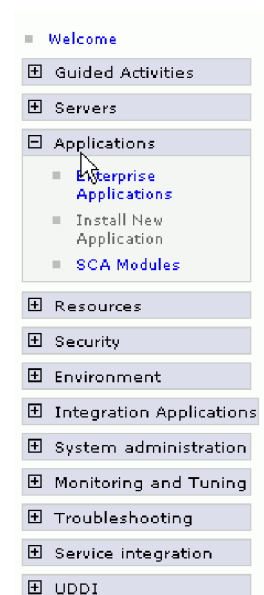 Welcome
Guided Activities
Servers
Applications
Enterprise
Applications
Install New
Application
SCA Modules
Resources
Security
Environment
Integration Applications
System administration
Monitoring and Tuning
Troubleshooting
Service integration
UDDI